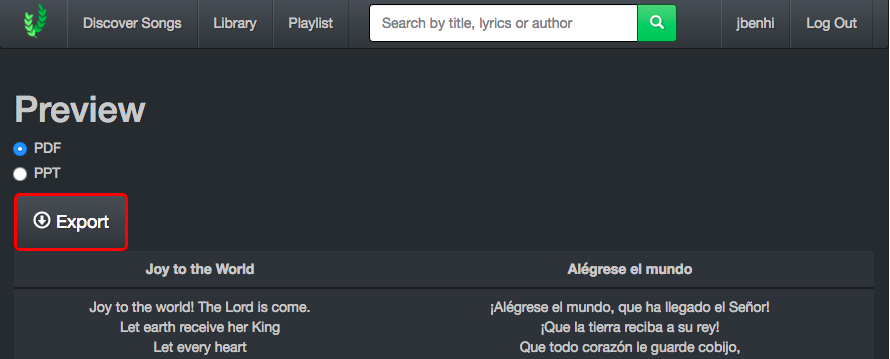 Discover Songs Library Playlist Search by title, lyrics or author jbenhi Log Out
Preview
PDF
PPT
Export
Joy to the World Alégrese el mundo
Joy to the world! The Lord is come. ¡Alégrese el mundo, que ha llegado el Señor!
Let earth receive her King ¡Que la tierra reciba a su rey!
Let every heart Que todo corazón le guarde cobijo,